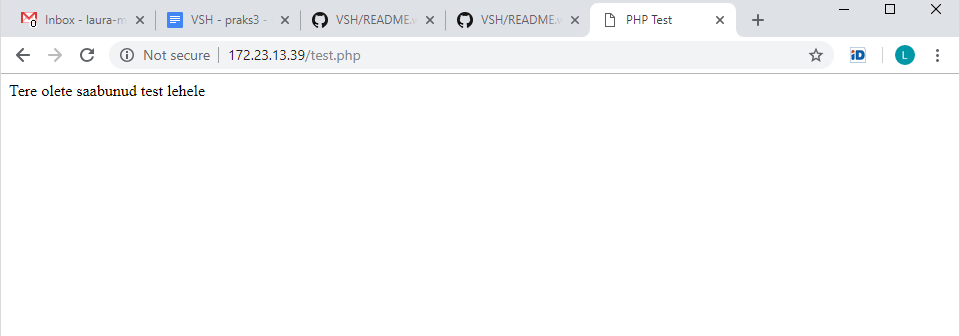 Inbox - laura-m VSH - praks3 - VSH/README.w VSH/README.w PHP Test
Not secure 172.23.13.39/test.php iD L
Tere olete saabunud test lehele
0